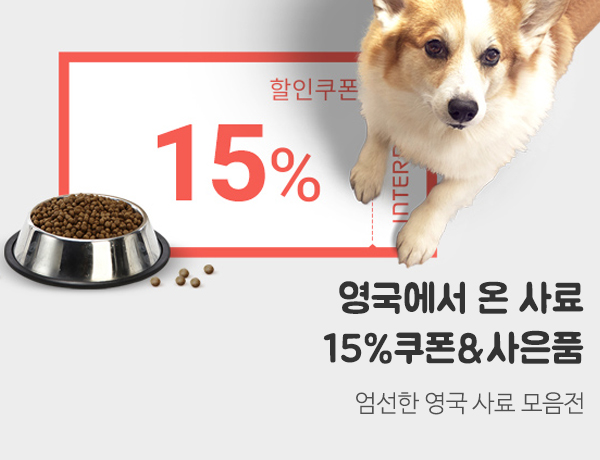 할인쿠폰
15%
영국에서 온 사료
15%쿠폰&사은품
엄선한 영국 사료 모음전